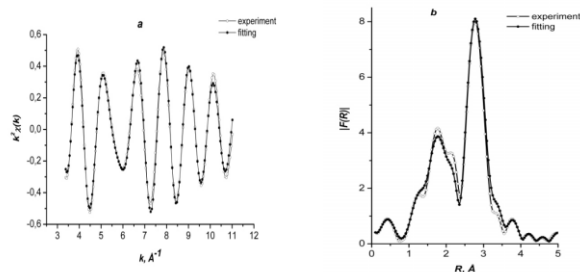 a
experiment
fitting
0,6
0,4
0,2
0,0
-0,2
-0,4
-0,6
k²χ(k)
3 4 5 6 7 8 9 10 11 12
k, Å⁻¹
b
experiment
fitting
8
6
4
2
0
|F(R)|
0 1 2 3 4 5
R, Å